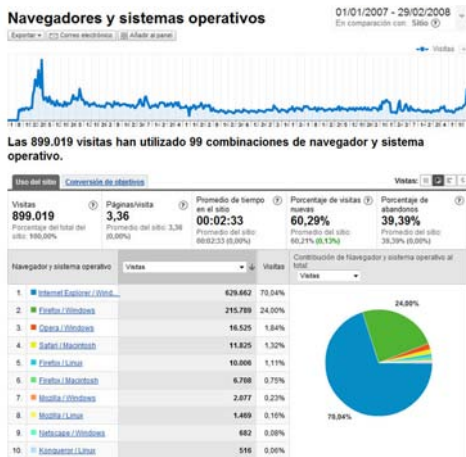 Navegadores y sistemas operativos
01/01/2007 - 29/02/2008
En comparación con: Sitio
Exportar
Correo electrónico
Añadir al panel
Visitas
Las 899.019 visitas han utilizado 99 combinaciones de navegador y sistema
operativo.
Uso del sitio
Conversión de objetivos
Vistas:
Visitas
899.019
Porcentaje del total del
sitio: 100,00%
Páginas/visita
3,36
Promedio del sitio: 3,36
(0,00%)
Promedio de tiempo
en el sitio
00:02:33
Promedio del sitio:
00:02:33 (0,00%)
Porcentaje de visitas
nuevas
60,29%
Promedio del sitio:
60,21% (0,13%)
Porcentaje de
abandonos
39,39%
Promedio del sitio:
39,39% (0,00%)
Navegador y sistema operativo
Visitas
Visitas
Contribución de Navegador y sistema operativo al
total:
Visitas
1. Internet Explorer / Wind... 629.662 70,04%
2. Firefox / Windows 215.789 24,00%
3. Opera / Windows 16.525 1,84%
4. Safari / Macintosh 11.825 1,32%
5. Firefox / Linux 10.006 1,11%
6. Firefox / Macintosh 6.708 0,75%
7. Mozilla / Windows 2.077 0,23%
8. Mozilla / Linux 1.469 0,16%
9. Netscape / Windows 682 0,08%
10. Konqueror / Linux 516 0,06%
24,00%
70,04%